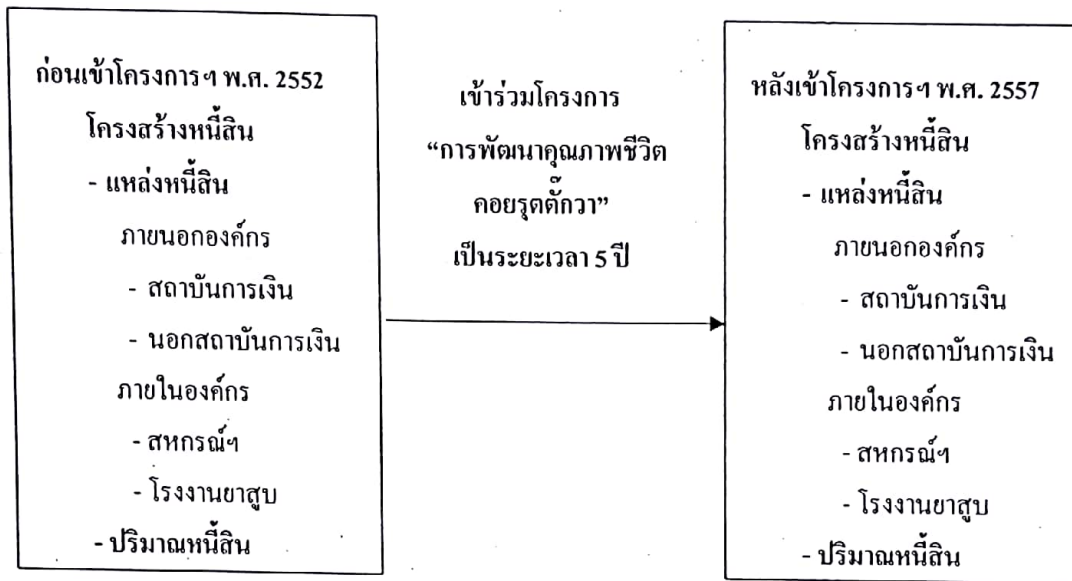 ก่อนเข้าโครงการฯ พ.ศ. 2552
โครงสร้างหนี้สิน
- แหล่งหนี้สิน
ภายนอกองค์กร
- สถาบันการเงิน
- นอกสถาบันการเงิน
ภายในองค์กร
- สหกรณ์ฯ
- โรงงานยาสูบ
- ปริมาณหนี้สิน
เข้าร่วมโครงการ
“การพัฒนาคุณภาพชีวิต
คอยรุตตั๊กวา”
เป็นระยะเวลา 5 ปี
หลังเข้าโครงการฯ พ.ศ. 2557
โครงสร้างหนี้สิน
- แหล่งหนี้สิน
ภายนอกองค์กร
- สถาบันการเงิน
- นอกสถาบันการเงิน
ภายในองค์กร
- สหกรณ์ฯ
- โรงงานยาสูบ
- ปริมาณหนี้สิน